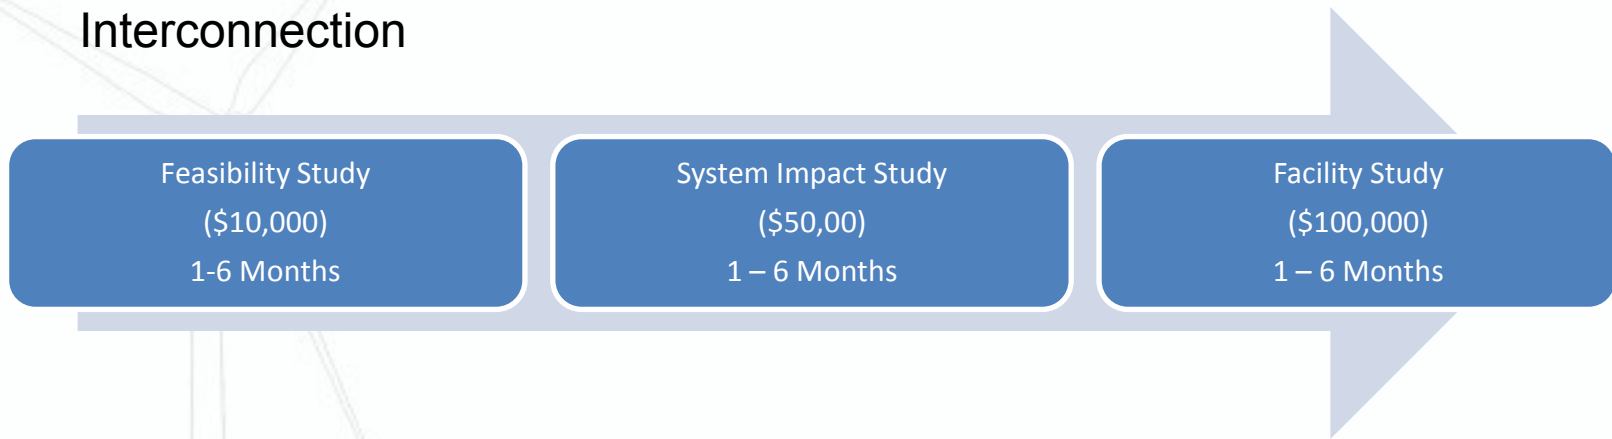 Interconnection
Feasibility Study
($10,000)
1-6 Months
System Impact Study
($50,00)
1 – 6 Months
Facility Study
($100,000)
1 – 6 Months